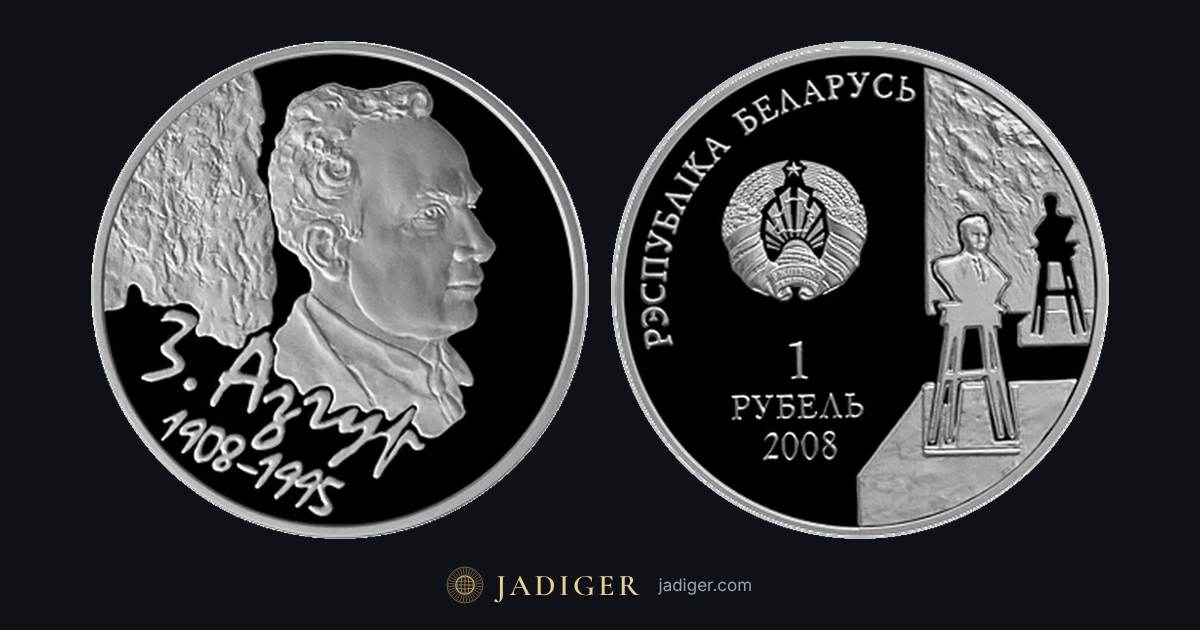 З. Азгур
1908-1995
РЭСПУБЛІКА БЕЛАРУСЬ
1
РУБЕЛЬ
2008
JADIGER jadiger.com